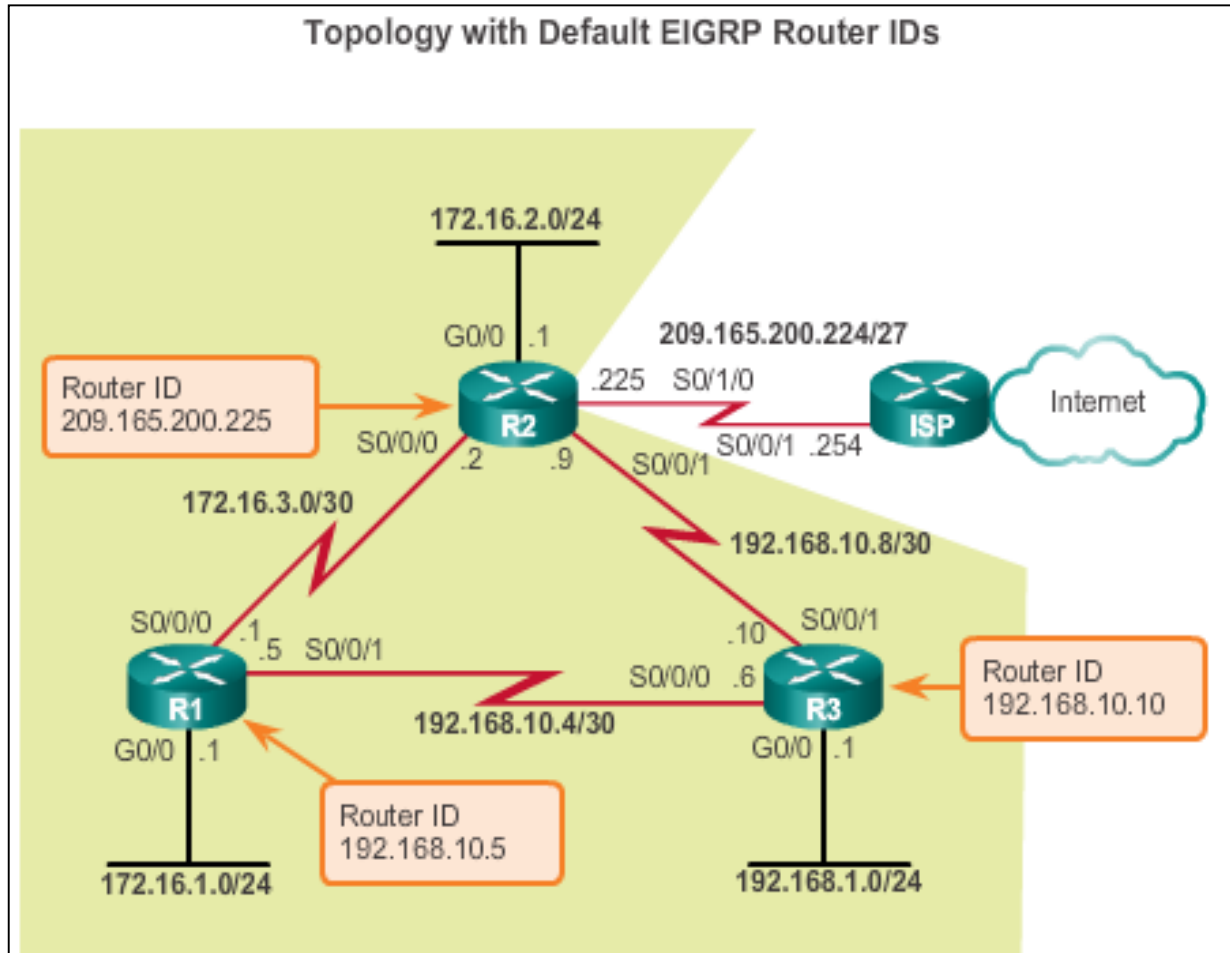 Topology with Default EIGRP Router IDs
172.16.2.0/24
G0/0 .1
209.165.200.224/27
Router ID
209.165.200.225
.225 S0/1/0
Internet
R2
ISP
S0/0/0 .2 .9 S0/0/1
S0/0/1 .254
172.16.3.0/30
192.168.10.8/30
S0/0/0 .1
.5 S0/0/1
.10 S0/0/1
S0/0/0 .6
Router ID
192.168.10.10
R1
R3
192.168.10.4/30
G0/0 .1
G0/0 .1
Router ID
192.168.10.5
172.16.1.0/24
192.168.1.0/24